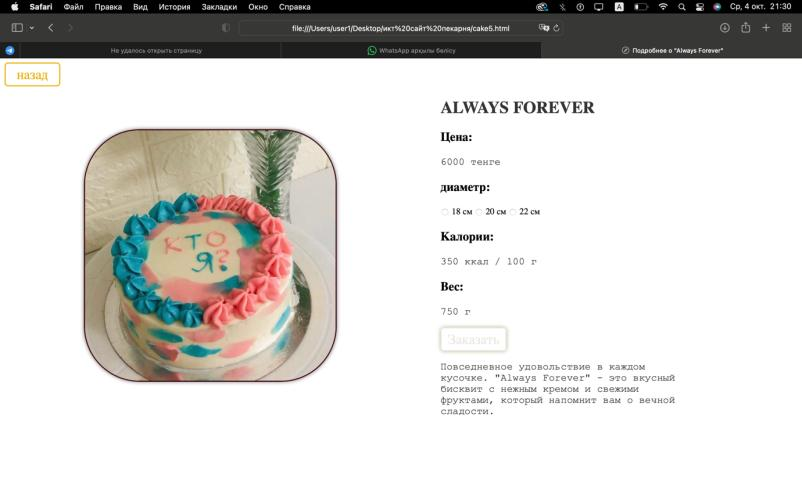 Safari Файл Правка Вид История Закладки Окно Справка
A
Ср, 4 окт. 21:30
file:///Users/user1/Desktop/икт%20сайт%20пекарня/cake5.html
Не удалось открыть страницу
WhatsApp арқылы бөлісу
Подробнее о "Always Forever"
назад
КТО
Я?
ALWAYS FOREVER
Цена:
6000 тенге
диаметр:
18 см 20 см 22 см
Калории:
350 ккал / 100 г
Вес:
750 г
Заказать
Повседневное удовольствие в каждом
кусочке. "Always Forever" - это вкусный
бисквит с нежным кремом и свежими
фруктами, который напомнит вам о вечной
сладости.